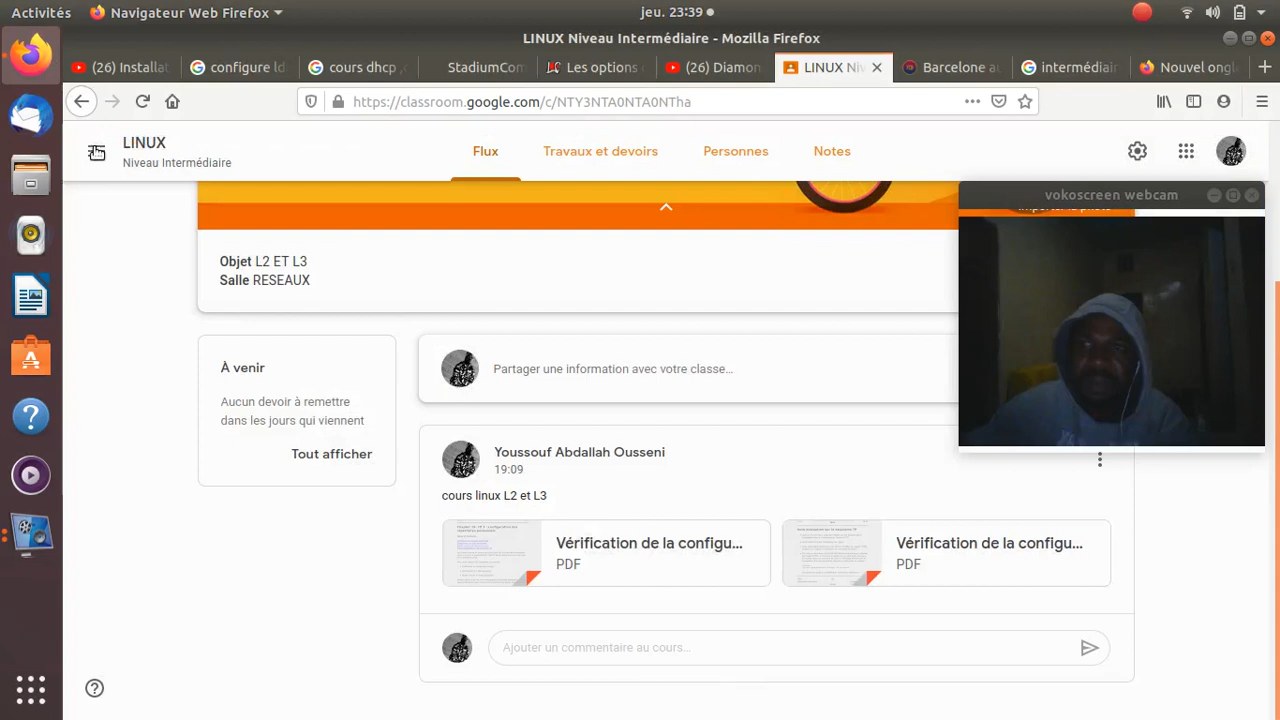 Activités
Navigateur Web Firefox
jeu. 23:39
LINUX Niveau Intermédiaire - Mozilla Firefox
(26) Installat
configure ld
cours dhcp ,
StadiumCom
Les options
(26) Diamon
LINUX Niv
Barcelone au
intermédiair
Nouvel ongl
https://classroom.google.com/c/NTY3NTA0NTA0NTha
LINUX
Niveau Intermédiaire
Flux
Travaux et devoirs
Personnes
Notes
vokoscreen webcam
Objet L2 ET L3
Salle RESEAUX
À venir
Aucun devoir à remettre
dans les jours qui viennent
Tout afficher
Partager une information avec votre classe…
Youssouf Abdallah Ousseni
19:09
cours linux L2 et L3
Vérification de la configu…
PDF
Vérification de la configu…
PDF
Ajouter un commentaire au cours…